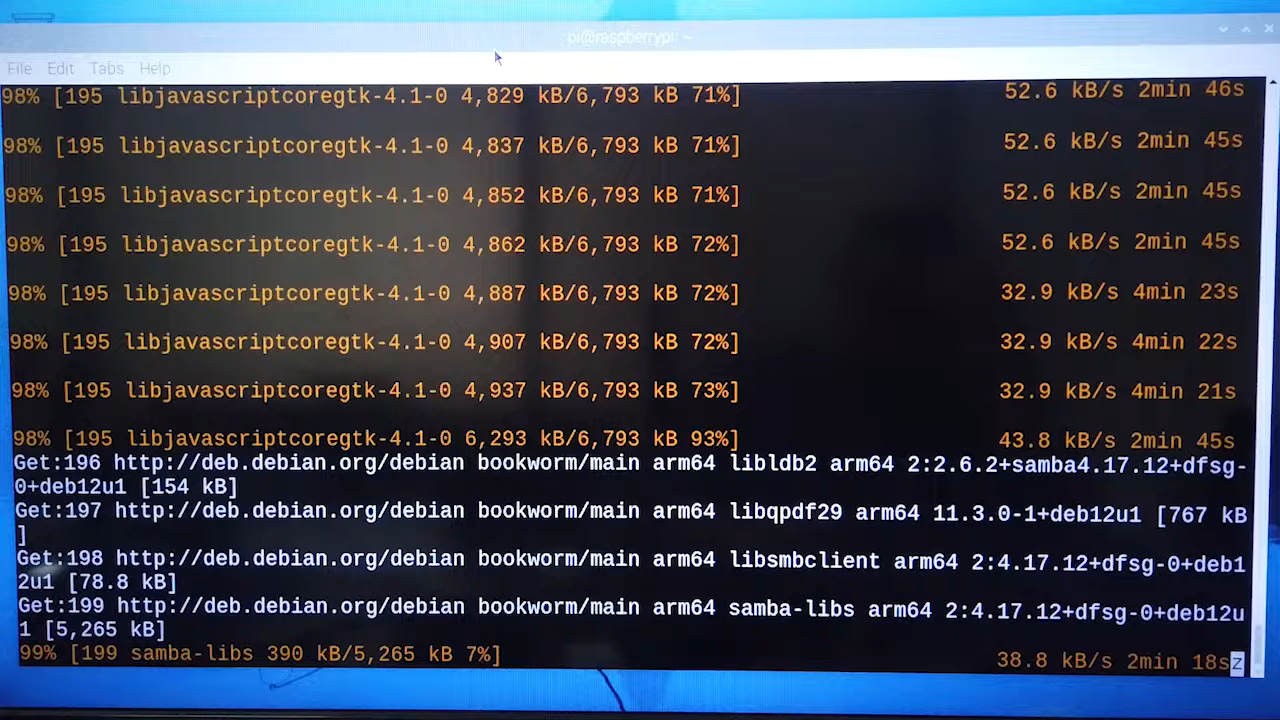 pi@raspberrypi: ~
File Edit Tabs Help
98% [195 libjavascriptcoregtk-4.1-0 4,829 kB/6,793 kB 71%] 52.6 kB/s 2min 46s
98% [195 libjavascriptcoregtk-4.1-0 4,837 kB/6,793 kB 71%] 52.6 kB/s 2min 45s
98% [195 libjavascriptcoregtk-4.1-0 4,852 kB/6,793 kB 71%] 52.6 kB/s 2min 45s
98% [195 libjavascriptcoregtk-4.1-0 4,862 kB/6,793 kB 72%] 52.6 kB/s 2min 45s
98% [195 libjavascriptcoregtk-4.1-0 4,887 kB/6,793 kB 72%] 32.9 kB/s 4min 23s
98% [195 libjavascriptcoregtk-4.1-0 4,907 kB/6,793 kB 72%] 32.9 kB/s 4min 22s
98% [195 libjavascriptcoregtk-4.1-0 4,937 kB/6,793 kB 73%] 32.9 kB/s 4min 21s
98% [195 libjavascriptcoregtk-4.1-0 6,293 kB/6,793 kB 93%] 43.8 kB/s 2min 45s
Get:196 http://deb.debian.org/debian bookworm/main arm64 libldb2 arm64 2:2.6.2+samba4.17.12+dfsg-
0+deb12u1 [154 kB]
Get:197 http://deb.debian.org/debian bookworm/main arm64 libqpdf29 arm64 11.3.0-1+deb12u1 [767 kB
]
Get:198 http://deb.debian.org/debian bookworm/main arm64 libsmbclient arm64 2:4.17.12+dfsg-0+deb1
2u1 [78.8 kB]
Get:199 http://deb.debian.org/debian bookworm/main arm64 samba-libs arm64 2:4.17.12+dfsg-0+deb12u
1 [5,265 kB]
99% [199 samba-libs 390 kB/5,265 kB 7%] 38.8 kB/s 2min 18sz